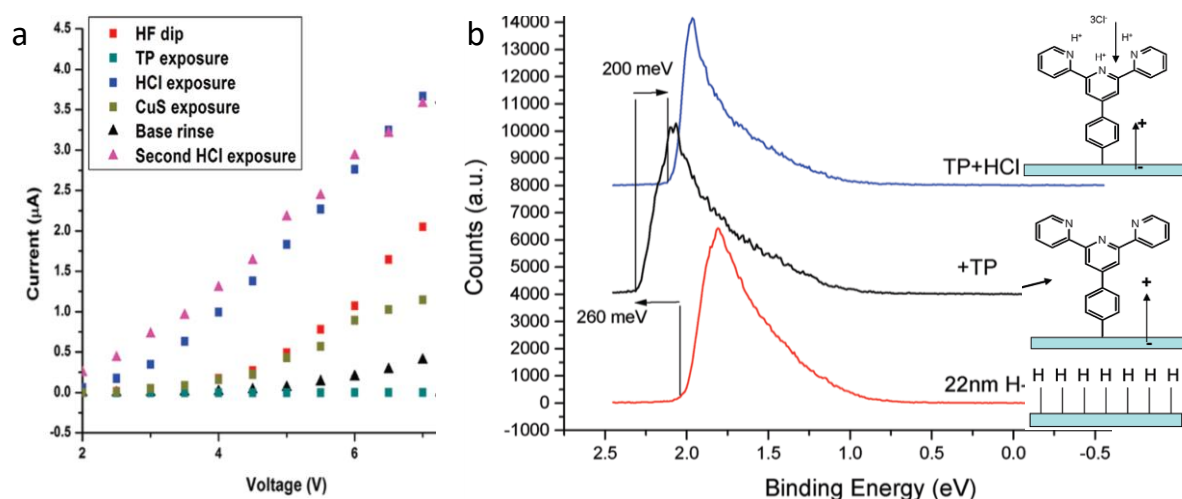 a
4.5
4.0
3.5
3.0
2.5
2.0
1.5
1.0
0.5
0.0
-0.5
Current (μA)
HF dip
TP exposure
HCl exposure
CuS exposure
Base rinse
Second HCl exposure
2
4
6
Voltage (V)
b
14000
13000
12000
11000
10000
9000
8000
7000
6000
5000
4000
3000
2000
1000
0
-1000
Counts (a.u.)
200 meV
260 meV
TP+HCl
+TP
22nm H-
2.5
2.0
1.5
1.0
0.5
0.0
-0.5
Binding Energy (eV)
3Cl-
H+
H+
H+
N
N
N
+
-
N
N
N
+
-
H H H H H H H